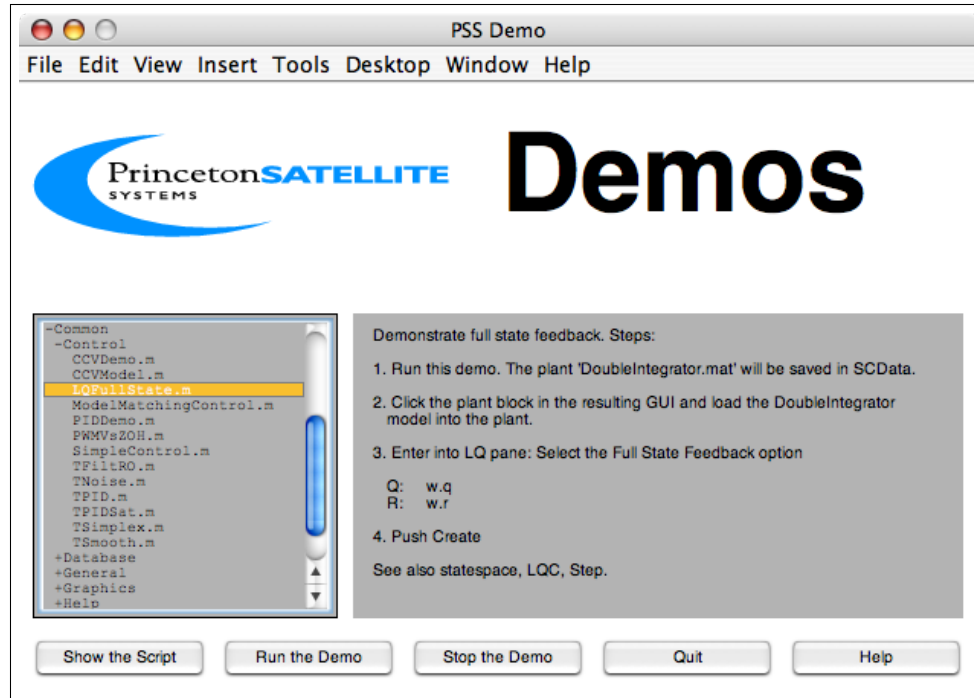 PSS Demo
File Edit View Insert Tools Desktop Window Help
PrincetonSATELLITE
SYSTEMS
Demos
-Common
-Control
CCVDemo.m
CCVModel.m
LQFullState.m
ModelMatchingControl.m
PIDDemo.m
PWMVsZOH.m
SimpleControl.m
TFiltRO.m
TNoise.m
TPID.m
TPIDSat.m
TSimplex.m
TSmooth.m
+Database
+General
+Graphics
+Help
Demonstrate full state feedback. Steps:
1. Run this demo. The plant 'DoubleIntegrator.mat' will be saved in SCData.
2. Click the plant block in the resulting GUI and load the DoubleIntegrator
model into the plant.
3. Enter into LQ pane: Select the Full State Feedback option
Q: w.q
R: w.r
4. Push Create
See also statespace, LQC, Step.
Show the Script Run the Demo Stop the Demo Quit Help